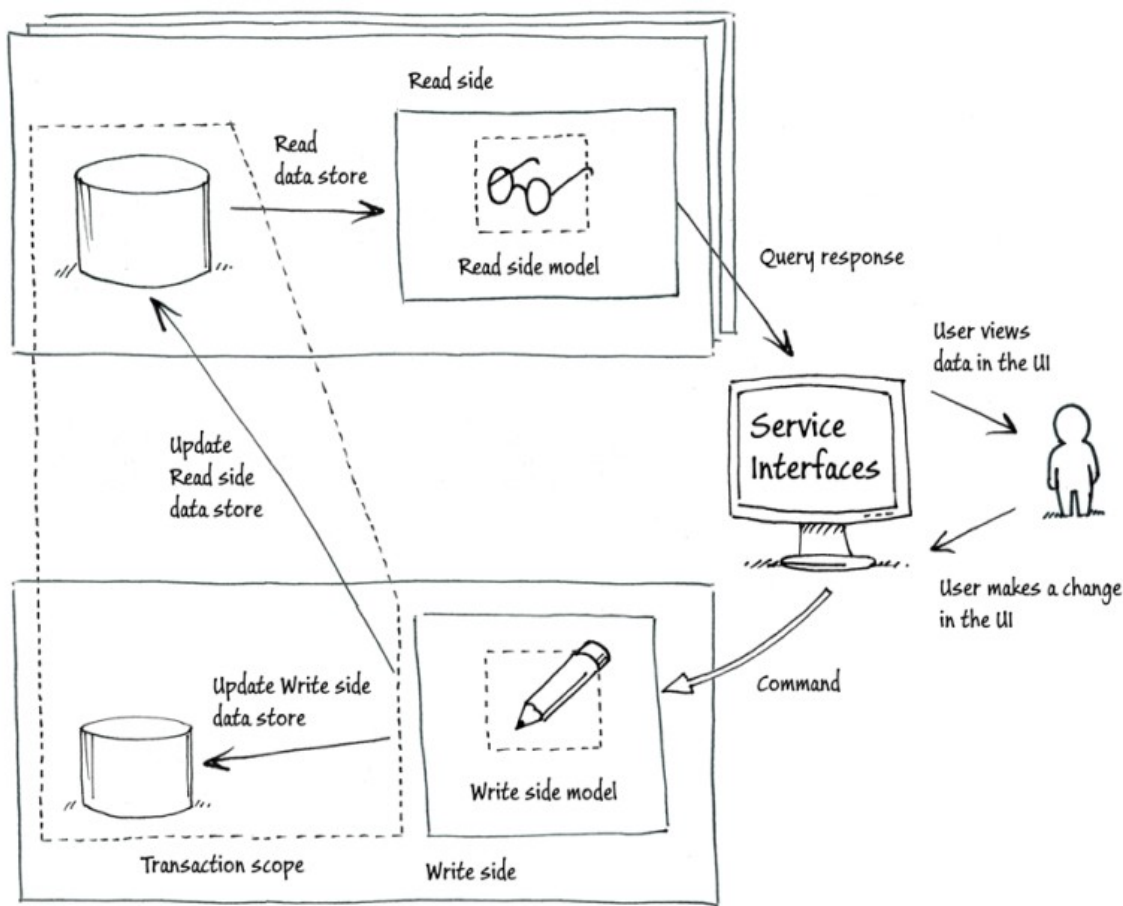 Read side
Read
data store
Read side model
Query response
User views
data in the UI
Service
Interfaces
Update
Read side
data store
User makes a change
in the UI
Command
Update Write side
data store
Write side model
Transaction scope
Write side